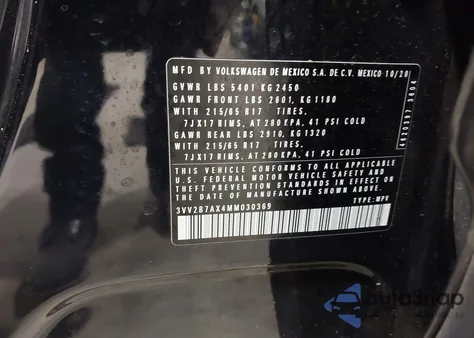 MFD BY VOLKSWAGEN DE MEXICO S.A. DE C.V. MEXICO 10/20
GVWR LBS 5401 KG 2450
GAWR FRONT LBS 2601, KG 1180
WITH 215/65 R17 TIRES,
7JX17 RIMS, AT 280 KPA, 41 PSI COLD
GAWR REAR LBS 2910, KG 1320
WITH 215/65 R17 TIRES,
7JX17 RIMS, AT 280 KPA, 41 PSI COLD
THIS VEHICLE CONFORMS TO ALL APPLICABLE
U.S. FEDERAL MOTOR VEHICLE SAFETY AND
THEFT PREVENTION STANDARDS IN EFFECT ON
THE DATE OF MANUFACTURE SHOWN ABOVE.
3VV2B7AX4MM030369 TYPE: MPV
AutoSnap